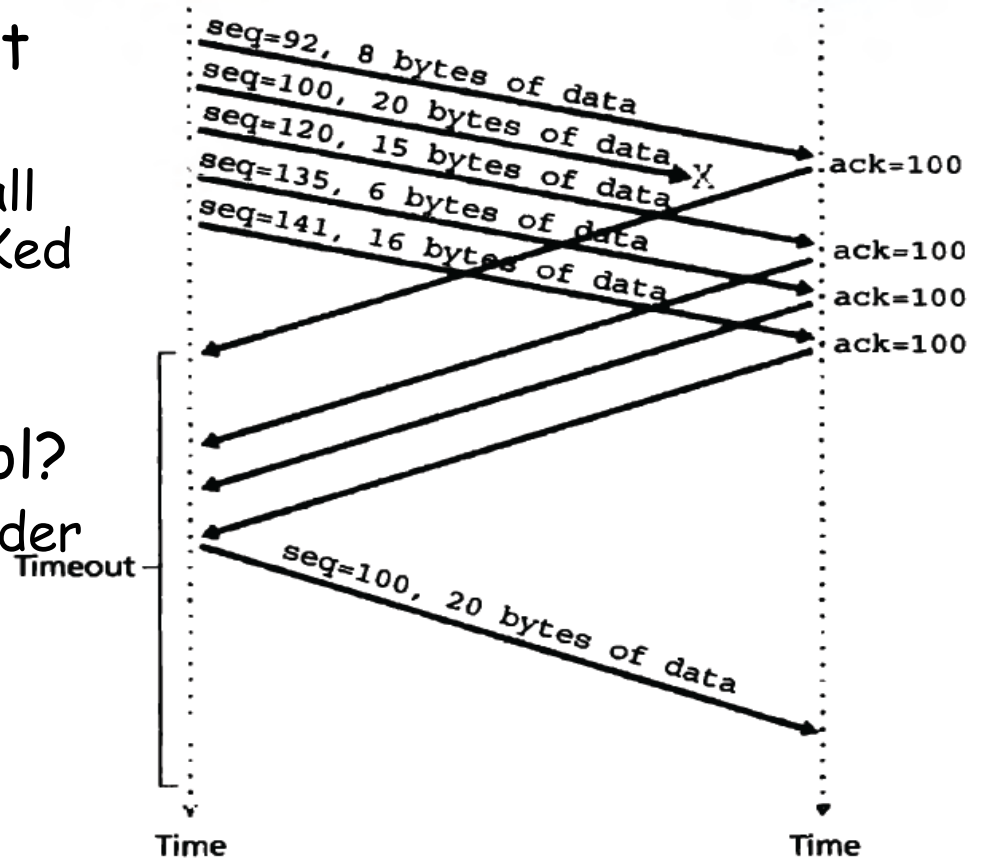 t
all
Ked
ol?
der
seq=92, 8 bytes of data
seq=100, 20 bytes of data
X
seq=120, 15 bytes of data
seq=135, 6 bytes of data
seq=141, 16 bytes of data
ack=100
ack=100
ack=100
ack=100
Timeout
seq=100, 20 bytes of data
Time
Time